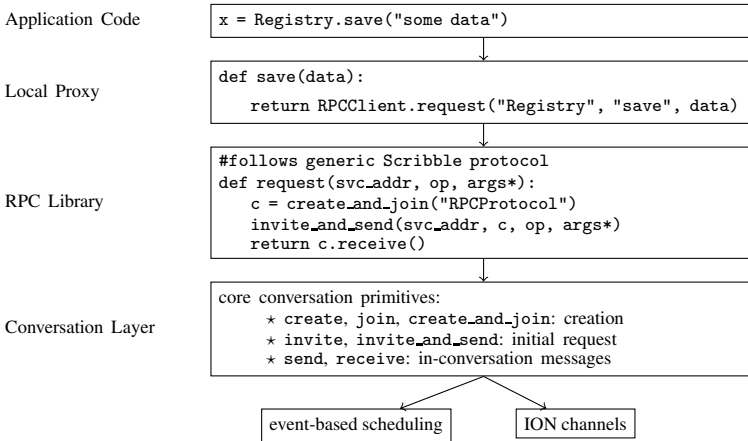 Application Code
x = Registry.save("some data")
Local Proxy
def save(data):
return RPCClient.request("Registry", "save", data)
RPC Library
#follows generic Scribble protocol
def request(svc_addr, op, args*):
c = create_and_join("RPCProtocol")
invite_and_send(svc_addr, c, op, args*)
return c.receive()
Conversation Layer
core conversation primitives:
⋆ create, join, create_and_join: creation
⋆ invite, invite_and_send: initial request
⋆ send, receive: in-conversation messages
event-based scheduling
ION channels